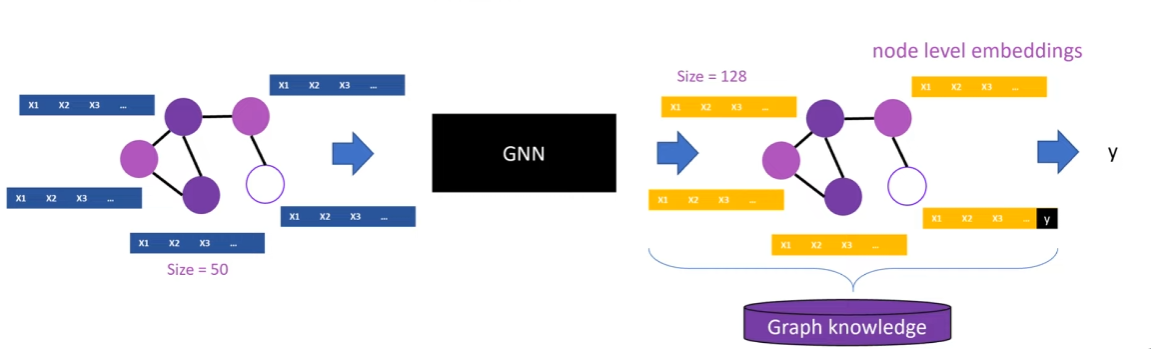 node level embeddings
Size = 128
X1 X2 X3 ...
X1 X2 X3 ...
X1 X2 X3 ...
X1 X2 X3 ...
GNN
y
X1 X2 X3 ...
X1 X2 X3 ...
X1 X2 X3 ...
X1 X2 X3 ... y
X1 X2 X3 ...
X1 X2 X3 ...
Size = 50
Graph knowledge